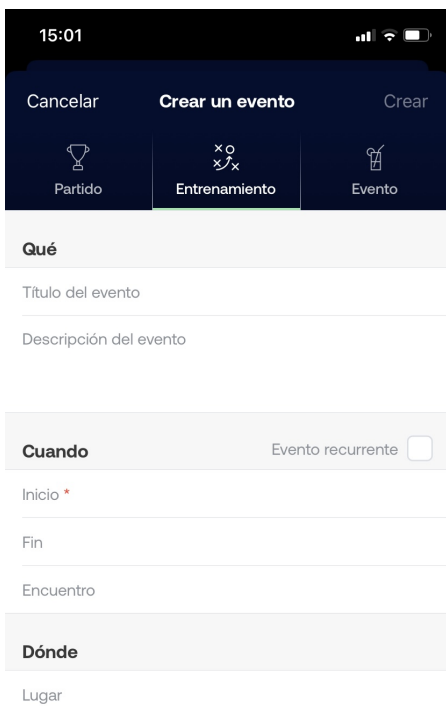 15:01
Cancelar Crear un evento Crear
Partido Entrenamiento Evento
Qué
Título del evento
Descripción del evento
Cuando Evento recurrente
Inicio *
Fin
Encuentro
Dónde
Lugar